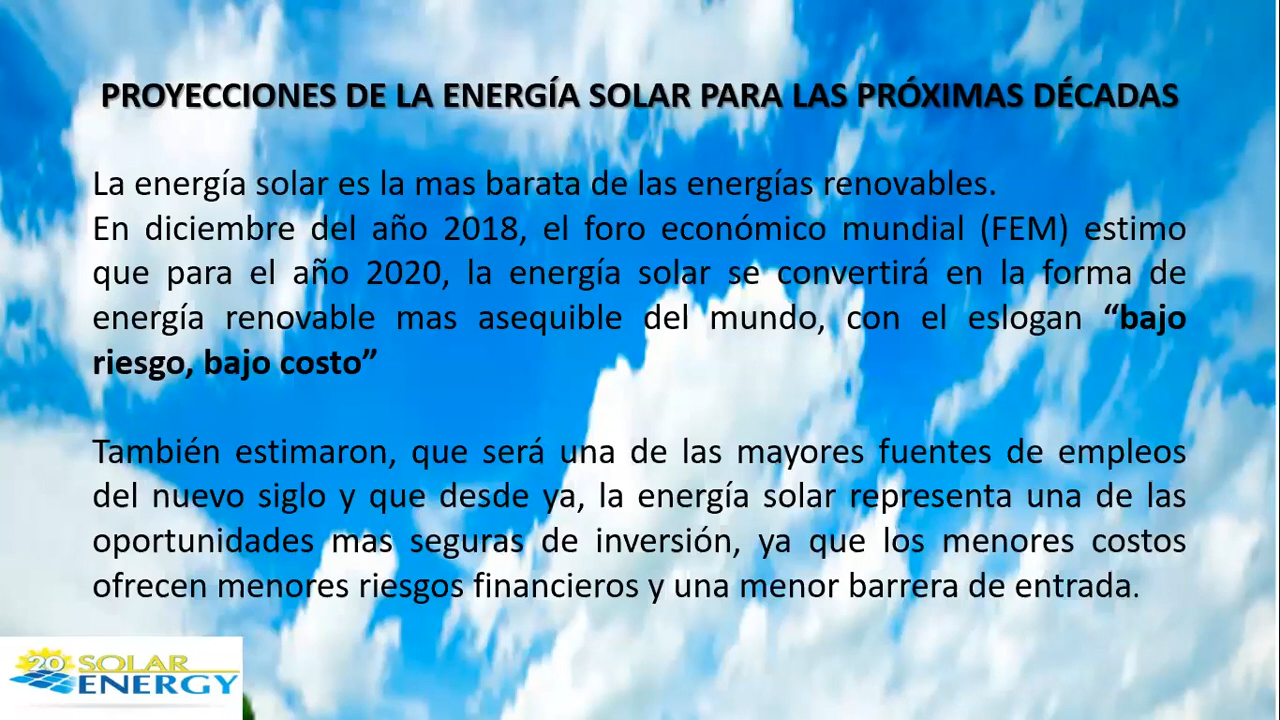 PROYECCIONES DE LA ENERGÍA SOLAR PARA LAS PRÓXIMAS DÉCADAS
La energía solar es la mas barata de las energías renovables.
En diciembre del año 2018, el foro económico mundial (FEM) estimo
que para el año 2020, la energía solar se convertirá en la forma de
energía renovable mas asequible del mundo, con el eslogan “bajo
riesgo, bajo costo”
También estimaron, que será una de las mayores fuentes de empleos
del nuevo siglo y que desde ya, la energía solar representa una de las
oportunidades mas seguras de inversión, ya que los menores costos
ofrecen menores riesgos financieros y una menor barrera de entrada.
20 SOLAR
ENERGY